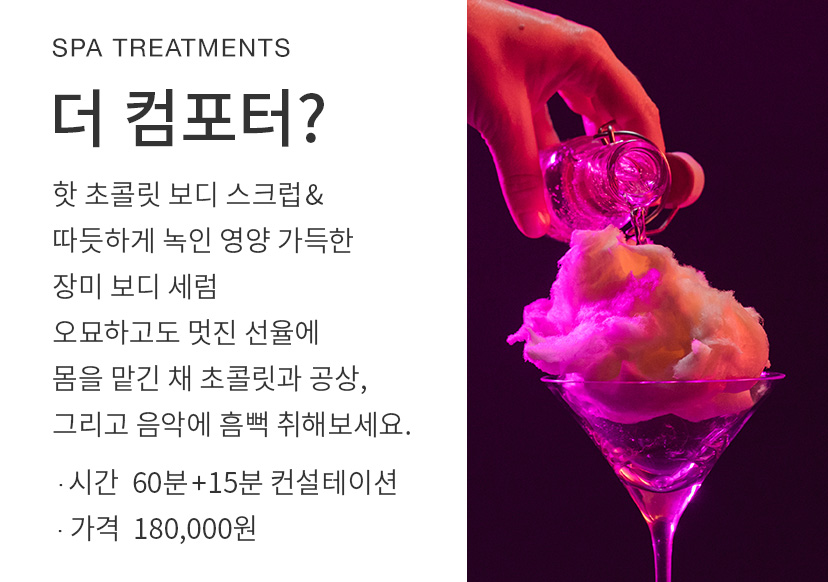 SPA TREATMENTS
더 컴포터?
핫 초콜릿 보디 스크럽&
따듯하게 녹인 영양 가득한
장미 보디 세럼
오묘하고도 멋진 선율에
몸을 맡긴 채 초콜릿과 공상,
그리고 음악에 흠뻑 취해보세요.
· 시간 60분+15분 컨설테이션
· 가격 180,000원